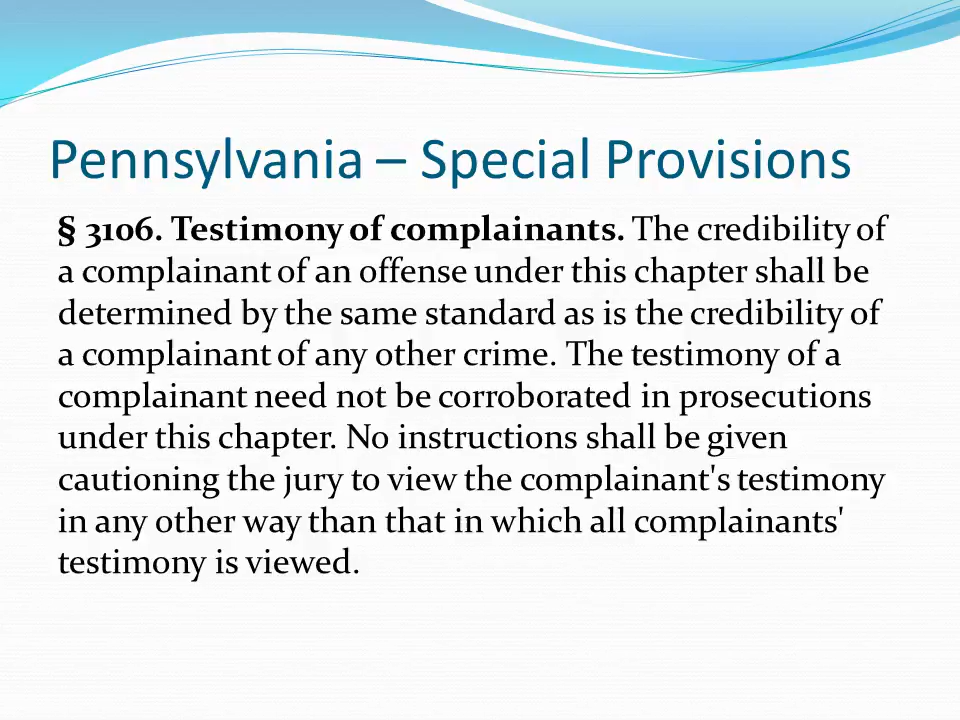 Pennsylvania – Special Provisions
§ 3106. Testimony of complainants. The credibility of
a complainant of an offense under this chapter shall be
determined by the same standard as is the credibility of
a complainant of any other crime. The testimony of a
complainant need not be corroborated in prosecutions
under this chapter. No instructions shall be given
cautioning the jury to view the complainant's testimony
in any other way than that in which all complainants'
testimony is viewed.